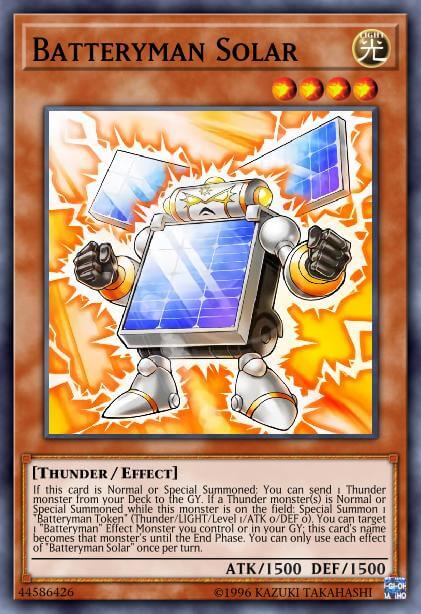 BATTERYMAN SOLAR
LIGHT
光
[THUNDER / EFFECT]
If this card is Normal or Special Summoned: You can send 1 Thunder
monster from your Deck to the GY. If a Thunder monster(s) is Normal or
Special Summoned while this monster is on the field: Special Summon 1
"Batteryman Token" (Thunder/LIGHT/Level 1/ATK 0/DEF 0). You can target
1 "Batteryman" Effect Monster you control or in your GY; this card's name
becomes that monster's until the End Phase. You can only use each effect
of "Batteryman Solar" once per turn.
ATK/1500 DEF/1500
44586426
©1996 KAZUKI TAKAHASHI